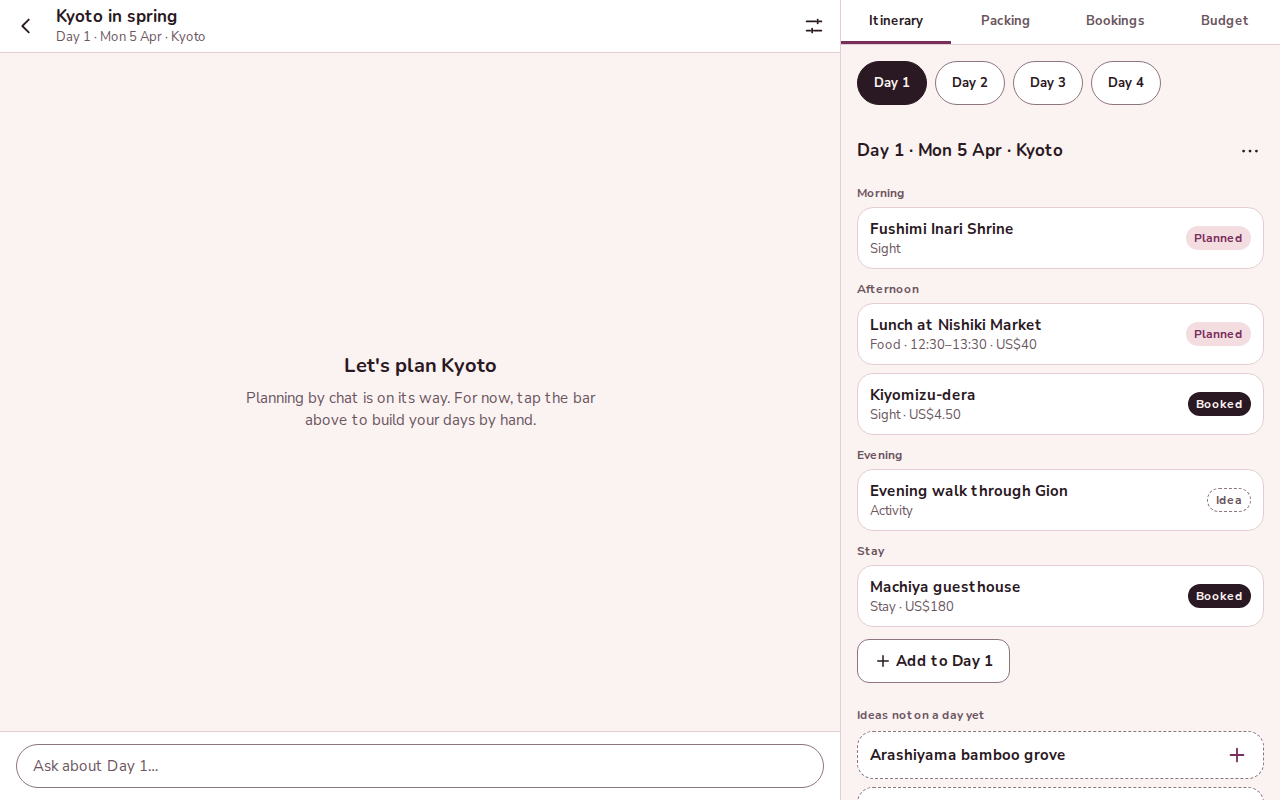 Kyoto in spring
Day 1 · Mon 5 Apr · Kyoto
Let's plan Kyoto
Planning by chat is on its way. For now, tap the bar
above to build your days by hand.
Ask about Day 1...
Itinerary
Packing
Bookings
Budget
Day 1
Day 2
Day 3
Day 4
Day 1 · Mon 5 Apr · Kyoto
Morning
Fushimi Inari Shrine
Sight
Planned
Afternoon
Lunch at Nishiki Market
Food · 12:30–13:30 · US$40
Planned
Kiyomizu-dera
Sight · US$4.50
Booked
Evening
Evening walk through Gion
Activity
Idea
Stay
Machiya guesthouse
Stay · US$180
Booked
Add to Day 1
Ideas not on a day yet
Arashiyama bamboo grove